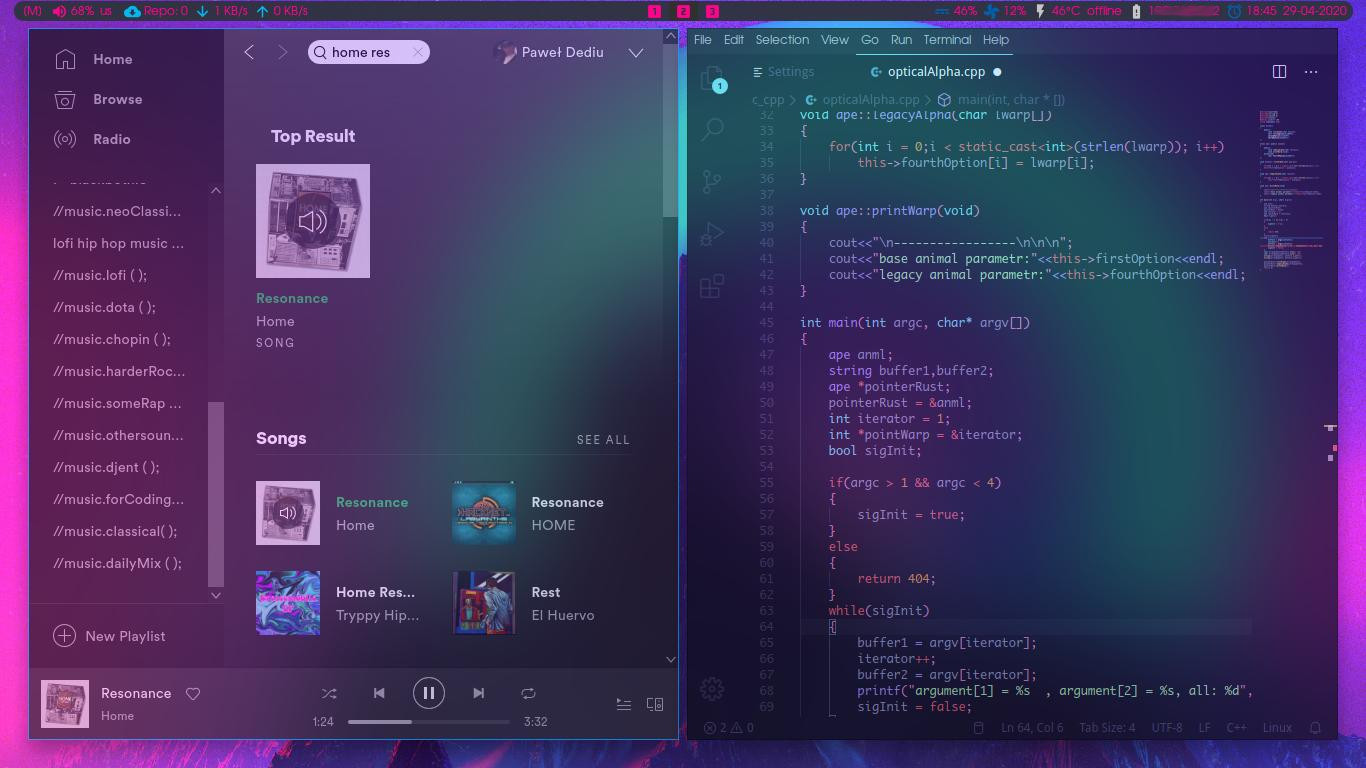 (M) 68% us Repo: 0 1 KB/s 0 KB/s 1 2 3 46% 12% 46°C offline 18:45 29-04-2020
Home
Browse
Radio
//music.neoClassi...
lofi hip hop music ...
//music.lofi ( );
//music.dota ( );
//music.chopin ( );
//music.harderRoc...
//music.someRap ...
//music.othersoun...
//music.djent ( );
//music.forCoding...
//music.classical( );
//music.dailyMix ( );
New Playlist
home res
Paweł Dediu
Top Result
Resonance
Home
SONG
Songs
SEE ALL
Resonance
Home
Resonance
HOME
Home Res...
Tryppy Hip...
Rest
El Huervo
Resonance
Home
1:24
3:32
File Edit Selection View Go Run Terminal Help
1
Settings opticalAlpha.cpp
c_cpp > opticalAlpha.cpp > main(int, char * [])
32 void ape::legacyAlpha(char lwarp[])
33 {
34 for(int i = 0;i < static_cast<int>(strlen(lwarp)); i++)
35 this->fourthOption[i] = lwarp[i];
36 }
37
38 void ape::printWarp(void)
39 {
40 cout<<"\n-----------------\n\n\n";
41 cout<<"base animal parametr:"<<this->firstOption<<endl;
42 cout<<"legacy animal parametr:"<<this->fourthOption<<endl;
43 }
44
45 int main(int argc, char* argv[])
46 {
47 ape anml;
48 string buffer1,buffer2;
49 ape *pointerRust;
50 pointerRust = &anml;
51 int iterator = 1;
52 int *pointWarp = &iterator;
53 bool sigInit;
54
55 if(argc > 1 && argc < 4)
56 {
57 sigInit = true;
58 }
59 else
60 {
61 return 404;
62 }
63 while(sigInit)
64 {
65 buffer1 = argv[iterator];
66 iterator++;
67 buffer2 = argv[iterator];
68 printf("argument[1] = %s , argument[2] = %s, all: %d",
69 sigInit = false;
2 0 Ln 64, Col 6 Tab Size: 4 UTF-8 LF C++ Linux